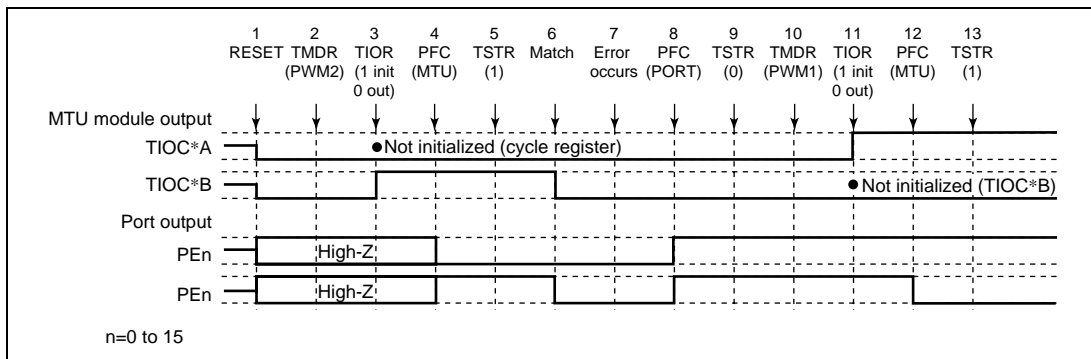 1 2 3 4 5 6 7 8 9 10 11 12 13
RESET TMDR TIOR PFC TSTR Match Error PFC TSTR TMDR TIOR PFC TSTR
(PWM2) (1 init (MTU) (1) occurs (PORT) (0) (PWM1) (1 init (MTU) (1)
0 out) 0 out)
MTU module output
TIOC*A
●Not initialized (cycle register)
TIOC*B
● Not initialized (TIOC*B)
Port output
PEn
High-Z
PEn
High-Z
n=0 to 15